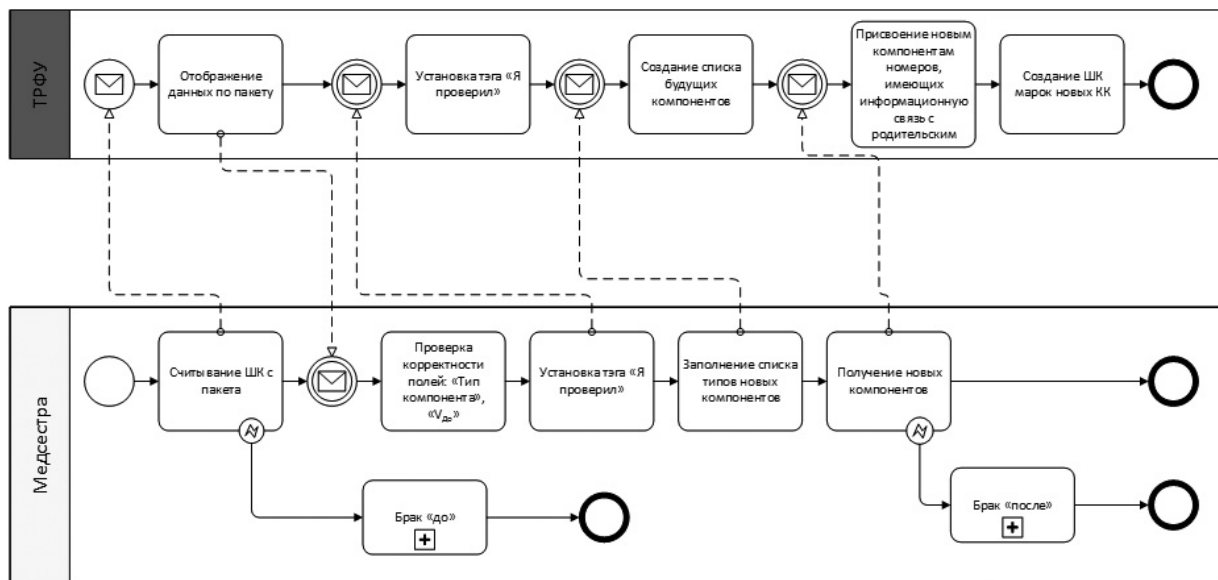 ТРФУ
Отображение
данных по пакету
Установка тэга «Я
проверил»
Создание списка
будущих
компонентов
Присвоение новым
компонентам
номеров,
имеющих
информационную
связь с
родительским
Создание ШК
марок новых КК
Медсестра
Считывание ШК с
пакета
Проверка
корректности
полей: «Тип
компонента»,
«Vдо»
Установка тэга «Я
проверил»
Заполнение списка
типов новых
компонентов
Получение новых
компонентов
Брак «до»
Брак «после»